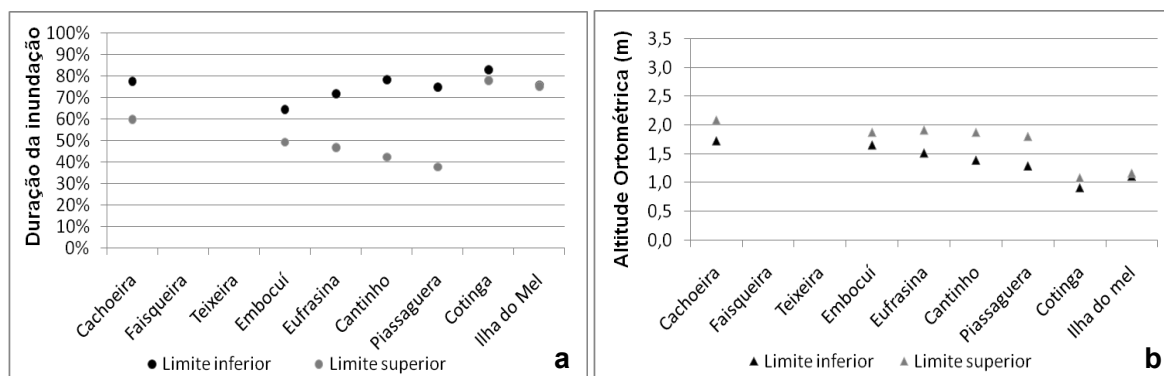 Duração da inundação
100%
90%
80%
70%
60%
50%
40%
30%
20%
10%
0%
Cachoeira
Faisqueira
Teixeira
Embocuí
Eufrasina
Cantinho
Piassaguera
Cotinga
Ilha do Mel
Limite inferior Limite superior
a
Altitude Ortométrica (m)
3,5
3,0
2,5
2,0
1,5
1,0
0,5
0,0
Cachoeira
Faisqueira
Teixeira
Embocuí
Eufrasina
Cantinho
Piassaguera
Cotinga
Ilha do mel
Limite inferior Limite superior
b